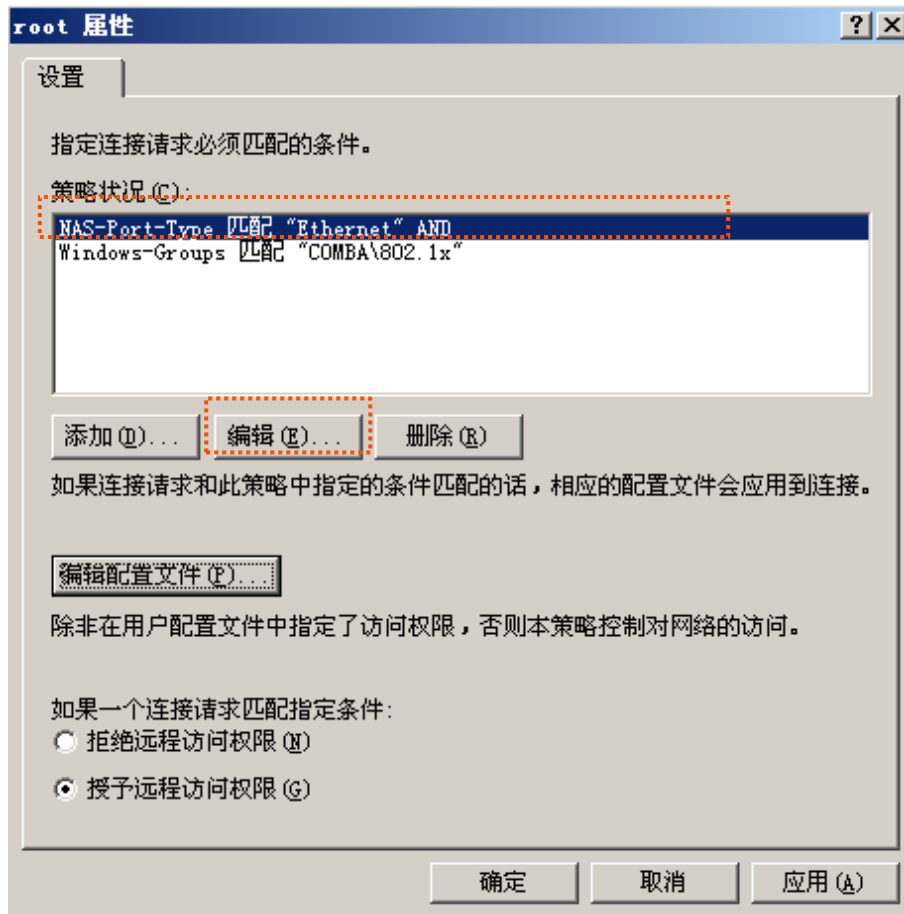 root 属性
设置
指定连接请求必须匹配的条件。
策略状况(C):
NAS-Port-Type 匹配 "Ethernet" AND
Windows-Groups 匹配 "COMBA\802.1x"
添加(D)... 编辑(E)... 删除(R)
如果连接请求和此策略中指定的条件匹配的话，相应的配置文件会应用到连接。
编辑配置文件(P)...
除非在用户配置文件中指定了访问权限，否则本策略控制对网络的访问。
如果一个连接请求匹配指定条件:
拒绝远程访问权限(N)
授予远程访问权限(G)
确定 取消 应用(A)